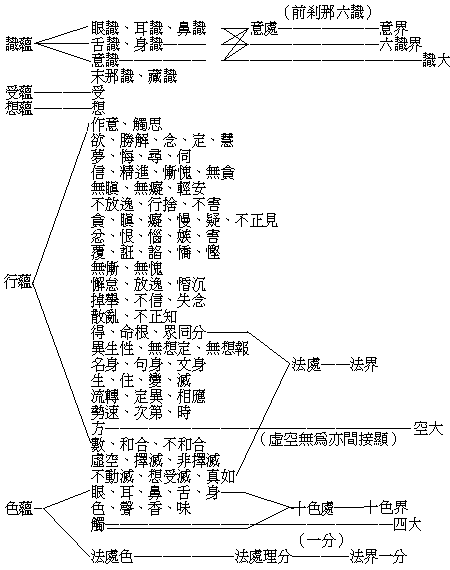 (前剎那六識)
眼識、耳識、鼻識 意處 意界
識蘊 舌識、身識 六識界
意識 識大
末那識、藏識
受蘊 受
想蘊 想
作意、觸思
欲、勝解、念、定、慧
夢、悔、尋、伺
信、精進、慚愧、無貪
無瞋、無癡、輕安
不放逸、行捨、不害
貪、瞋、癡、慢、疑、不正見
忿、恨、惱、嫉、害
覆、誑、諂、憍、慳
無慚、無愧
行蘊 懈怠、放逸、惛沉
掉舉、不信、失念
散亂、不正知
得、命根、眾同分
異生性、無想定、無想報
名身、句身、文身 法處 法界
生、住、變、滅
流轉、定異、相應
勢速、次第、時
方 空大
數、和合、不和合 (虛空無為亦間接顯)
虛空、擇滅、非擇滅
不動滅、想受滅、真如
眼、耳、鼻、舌、身
色蘊 色、聲、香、味 十色處 十色界
觸 四大
(一分)
法處色 法處理分 法界一分